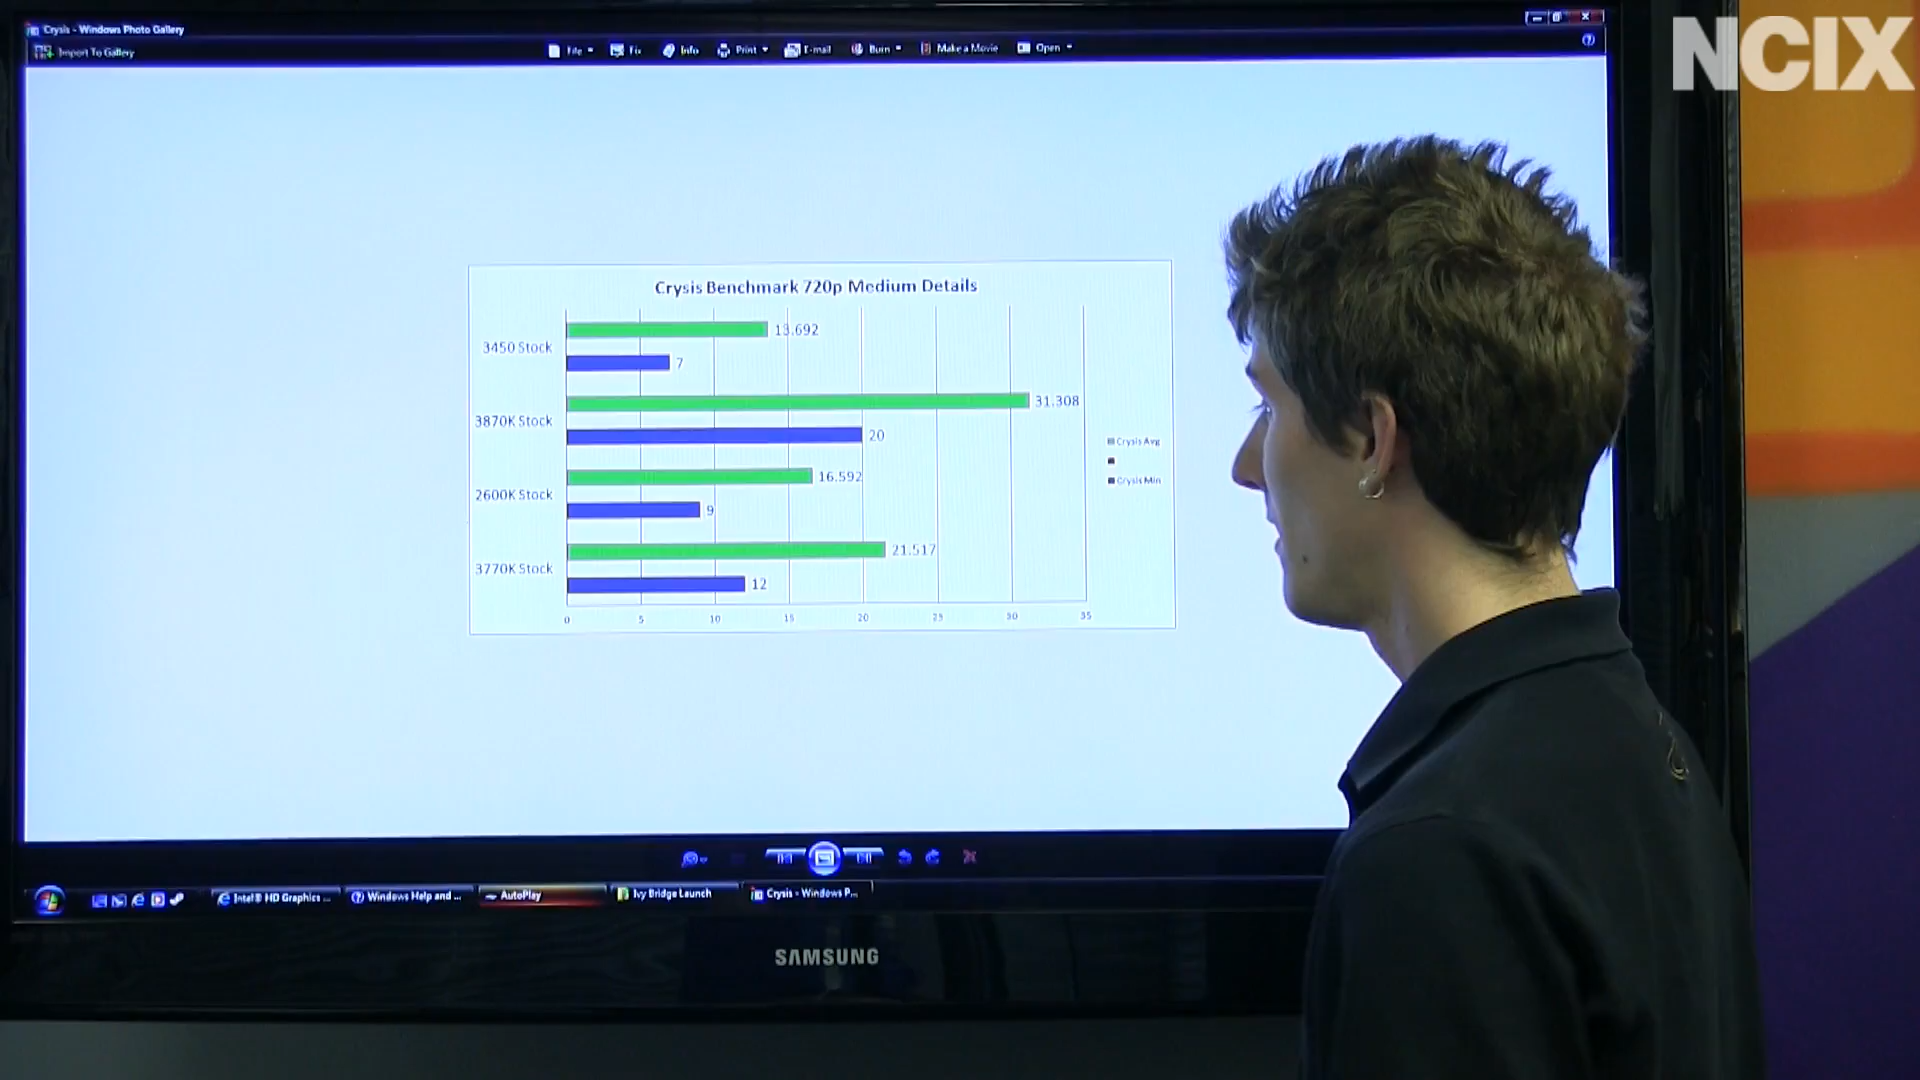 Crysis - Windows Photo Gallery
NCIX
Import To Gallery
File Fix Info Print E-mail Burn Make a Movie Open
Crysis Benchmark 720p Medium Details
3450 Stock
13.692
7
3870K Stock
31.308
20
2600K Stock
16.592
9
3770K Stock
21.517
12
0 5 10 15 20 25 30 35
Crysis Avg
Crysis Min
Intel® HD Graphics ...
Windows Help and ...
AutoPlay
Ivy Bridge Launch
Crysis - Windows P...
SAMSUNG